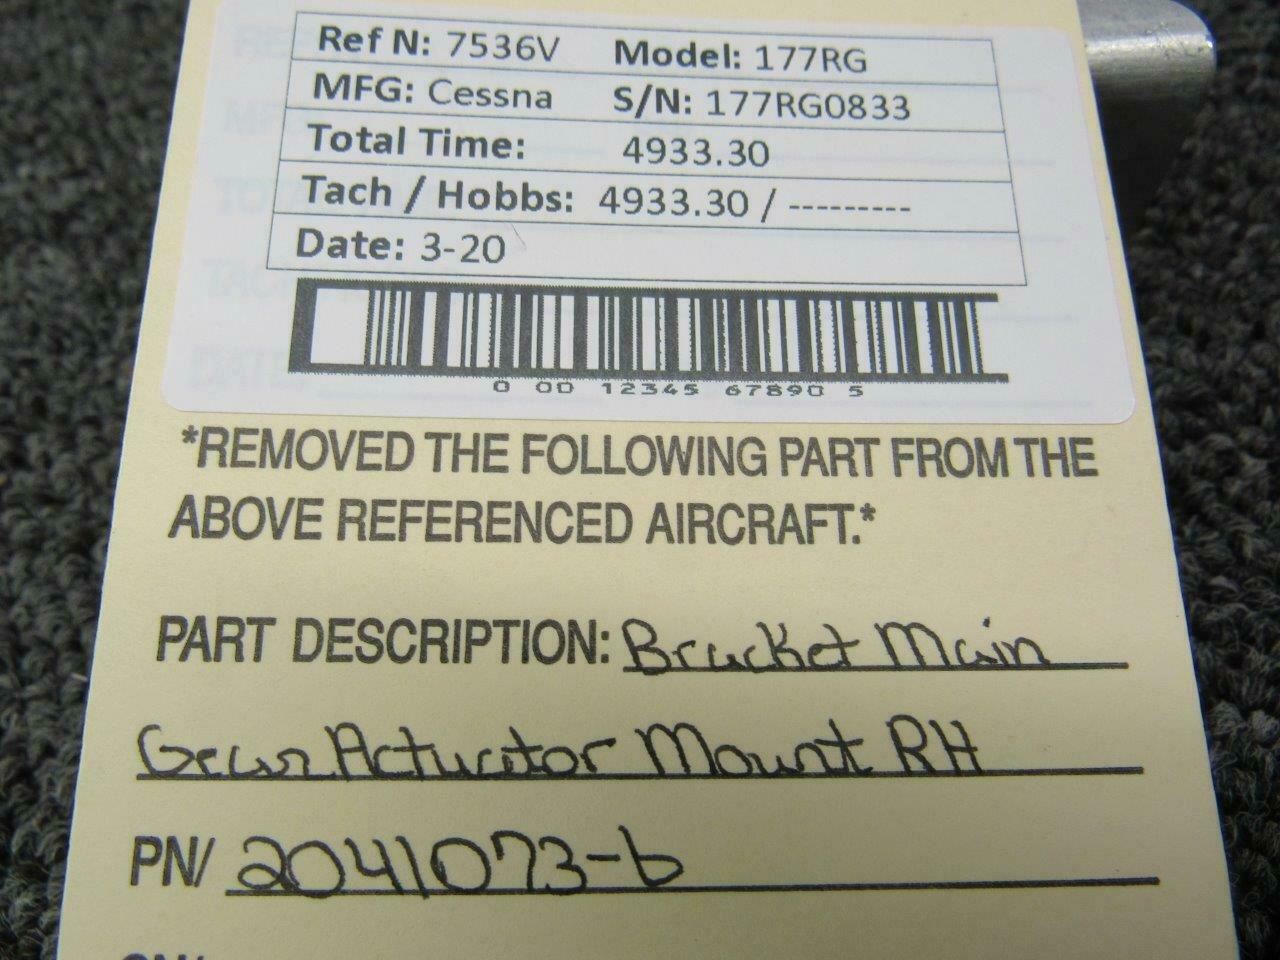 Ref N: 7536V Model: 177RG
MFG: Cessna S/N: 177RG0833
Total Time: 4933.30
Tach / Hobbs: 4933.30 / ---------
Date: 3-20
0 00 12345 67890 5
*REMOVED THE FOLLOWING PART FROM THE
ABOVE REFERENCED AIRCRAFT.*
PART DESCRIPTION: Bracket Main
Gear Actuator Mount RH
PN/ 2041073-6